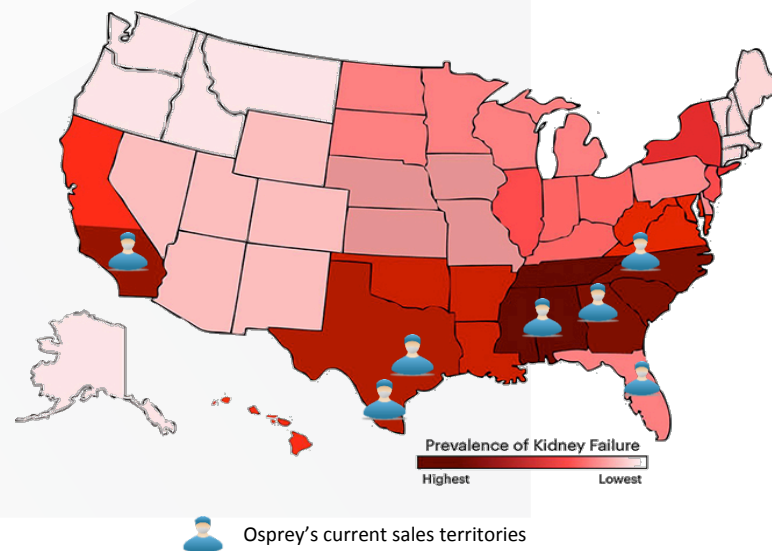 Prevalence of Kidney Failure
Highest Lowest
Osprey's current sales territories